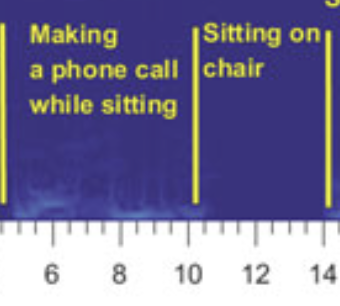 Making
a phone call
while sitting
Sitting on
chair
6 8 10 12 14